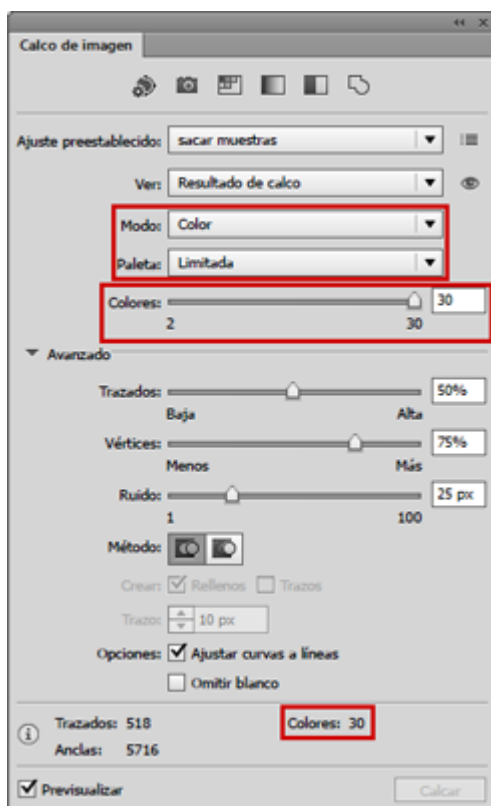 Calco de imagen
Ajuste preestablecido: sacar muestras
Ver: Resultado de calco
Modo: Color
Paleta: Limitada
Colores: 30
2 30
Avanzado
Trazados: 50%
Baja Alta
Vértices: 75%
Menos Más
Ruido: 25 px
1 100
Método:
Crear: Rellenos Trazos
Trazo: 10 px
Opciones: Ajustar curvas a líneas
Omitir blanco
Trazados: 518 Colores: 30
Anclas: 5716
Previsualizar Calcar